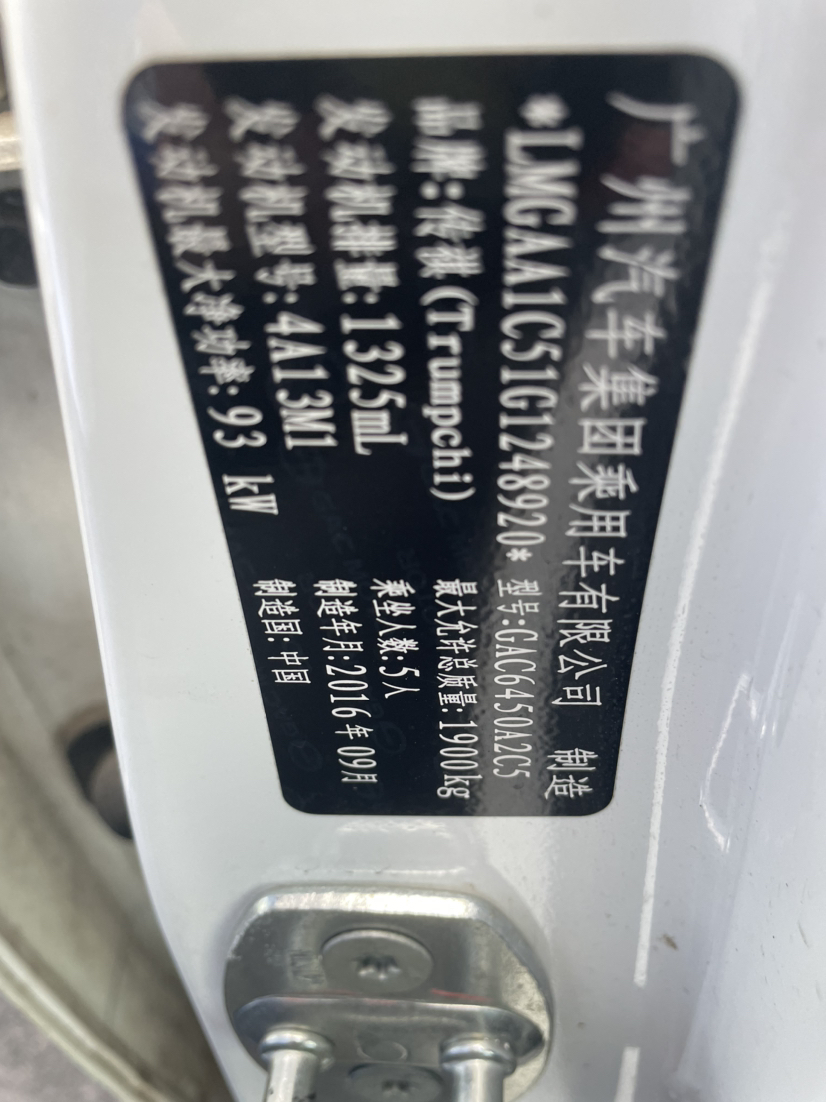 广州汽车集团乘用车有限公司 制造
*LMGAA1C51G1248920* 型号:GAC6450A2C5
品牌:传祺(Trumpchi) 最大允许总质量:1900kg
发动机排量:1325mL 乘坐人数:5人
发动机型号:4A13M1 制造年月:2016年09月
发动机最大净功率:93 kW 制造国:中国